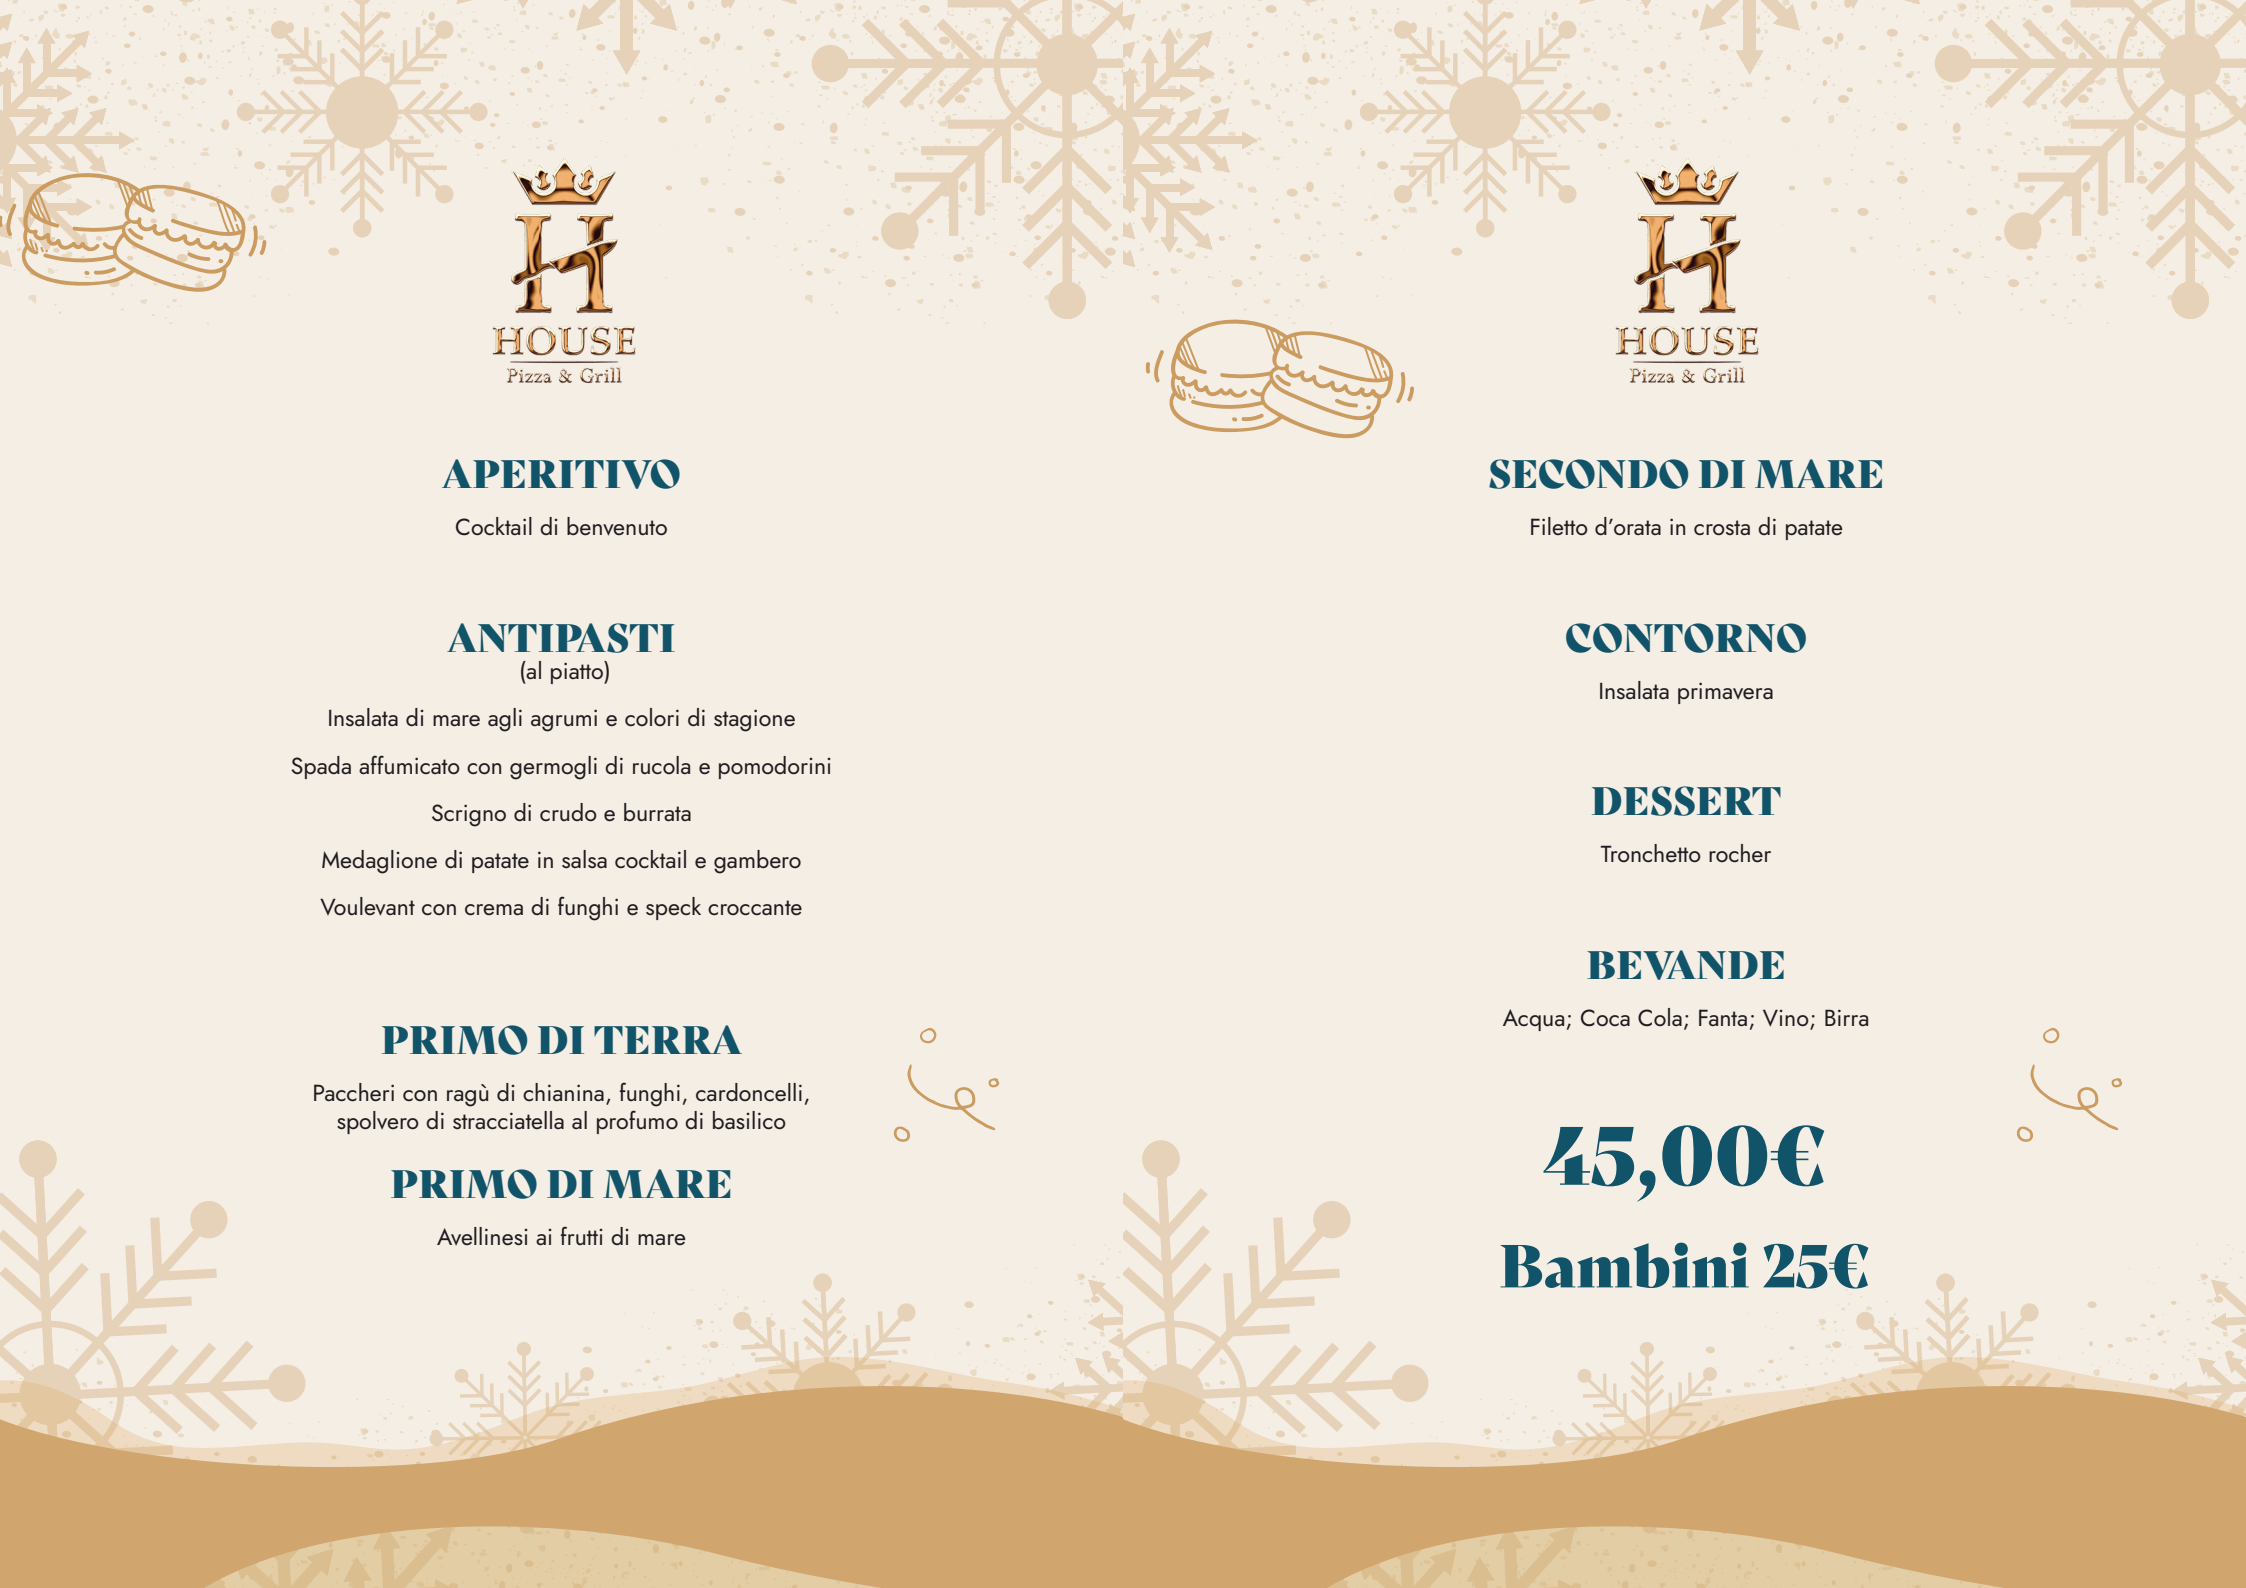 H
HOUSE
Pizza & Grill
APERITIVO
Cocktail di benvenuto
ANTIPASTI
(al piatto)
Insalata di mare agli agrumi e colori di stagione
Spada affumicato con germogli di rucola e pomodorini
Scrigno di crudo e burrata
Medaglione di patate in salsa cocktail e gambero
Voulevant con crema di funghi e speck croccante
PRIMO DI TERRA
Paccheri con ragù di chianina, funghi, cardoncelli,
spolvero di stracciatella al profumo di basilico
PRIMO DI MARE
Avellinesi ai frutti di mare
H
HOUSE
Pizza & Grill
SECONDO DI MARE
Filetto d’orata in crosta di patate
CONTORNO
Insalata primavera
DESSERT
Tronchetto rocher
BEVANDE
Acqua; Coca Cola; Fanta; Vino; Birra
45,00€
Bambini 25€